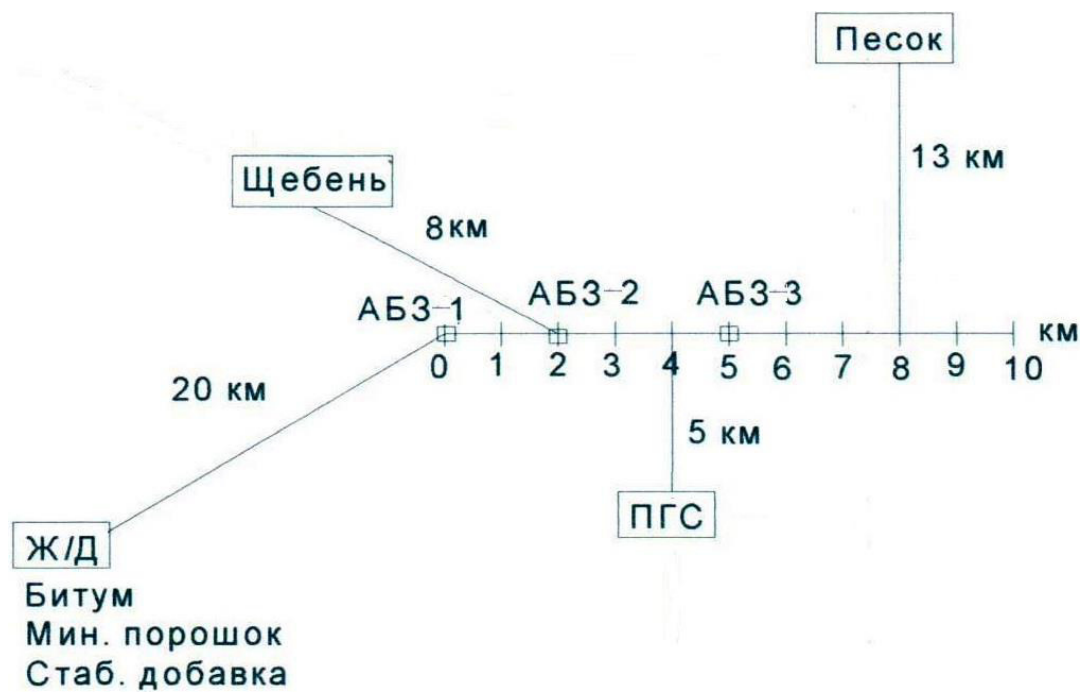 Песок
13 км
Щебень
8км
АБЗ-1
АБЗ-2
АБЗ-3
км
0 1 2 3 4 5 6 7 8 9 10
20 км
5 км
ПГС
Ж/Д
Битум
Мин. порошок
Стаб. добавка